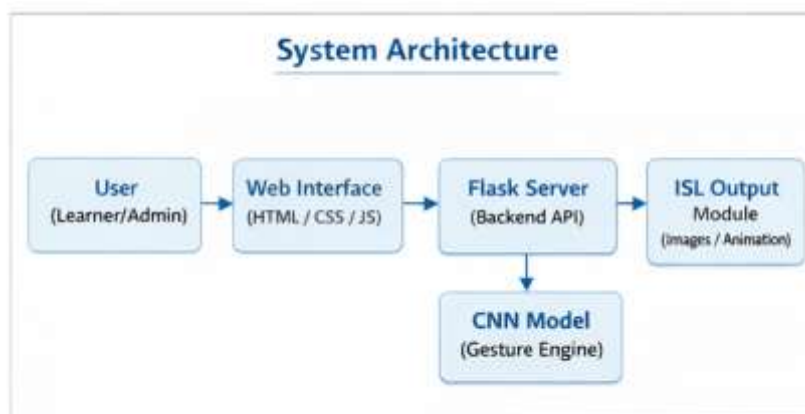 System Architecture
User
(Learner/Admin)
Web Interface
(HTML / CSS / JS)
Flask Server
(Backend API)
ISL Output
Module
(Images / Animation)
CNN Model
(Gesture Engine)